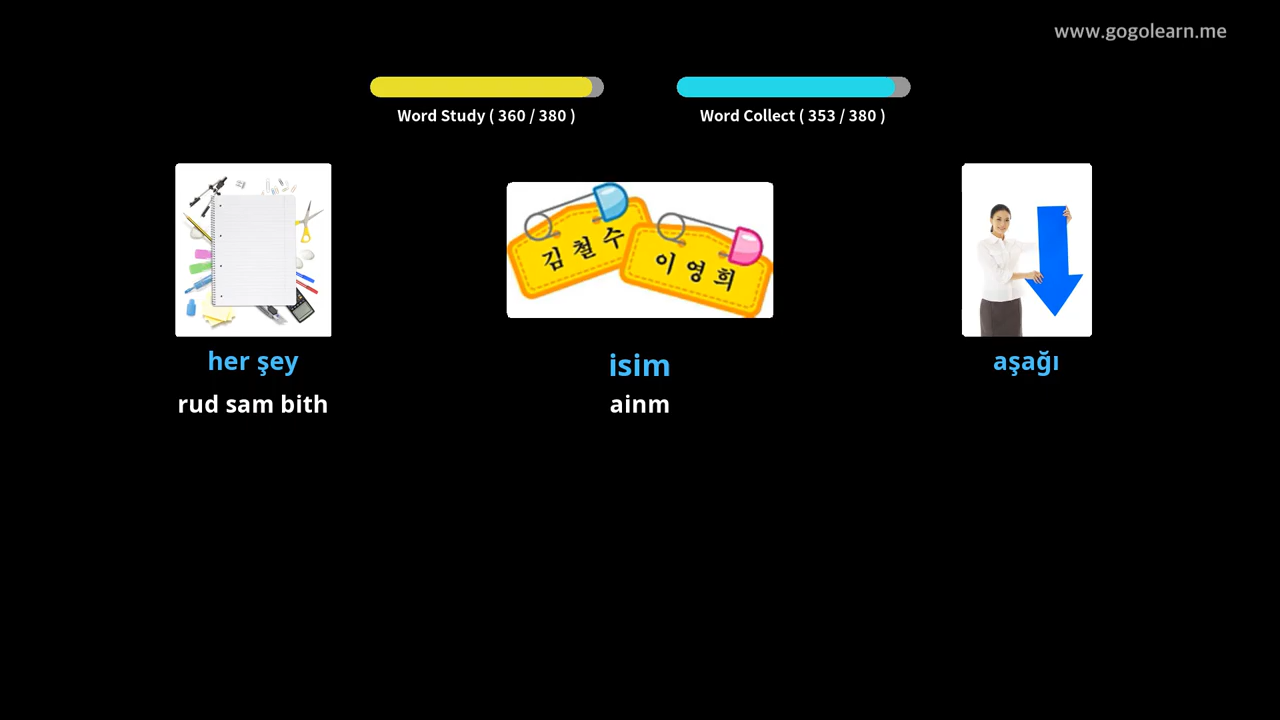 www.gogolearn.me
Word Study ( 360 / 380 )
Word Collect ( 353 / 380 )
김철수
이영희
her şey
isim
aşağı
rud sam bith
ainm